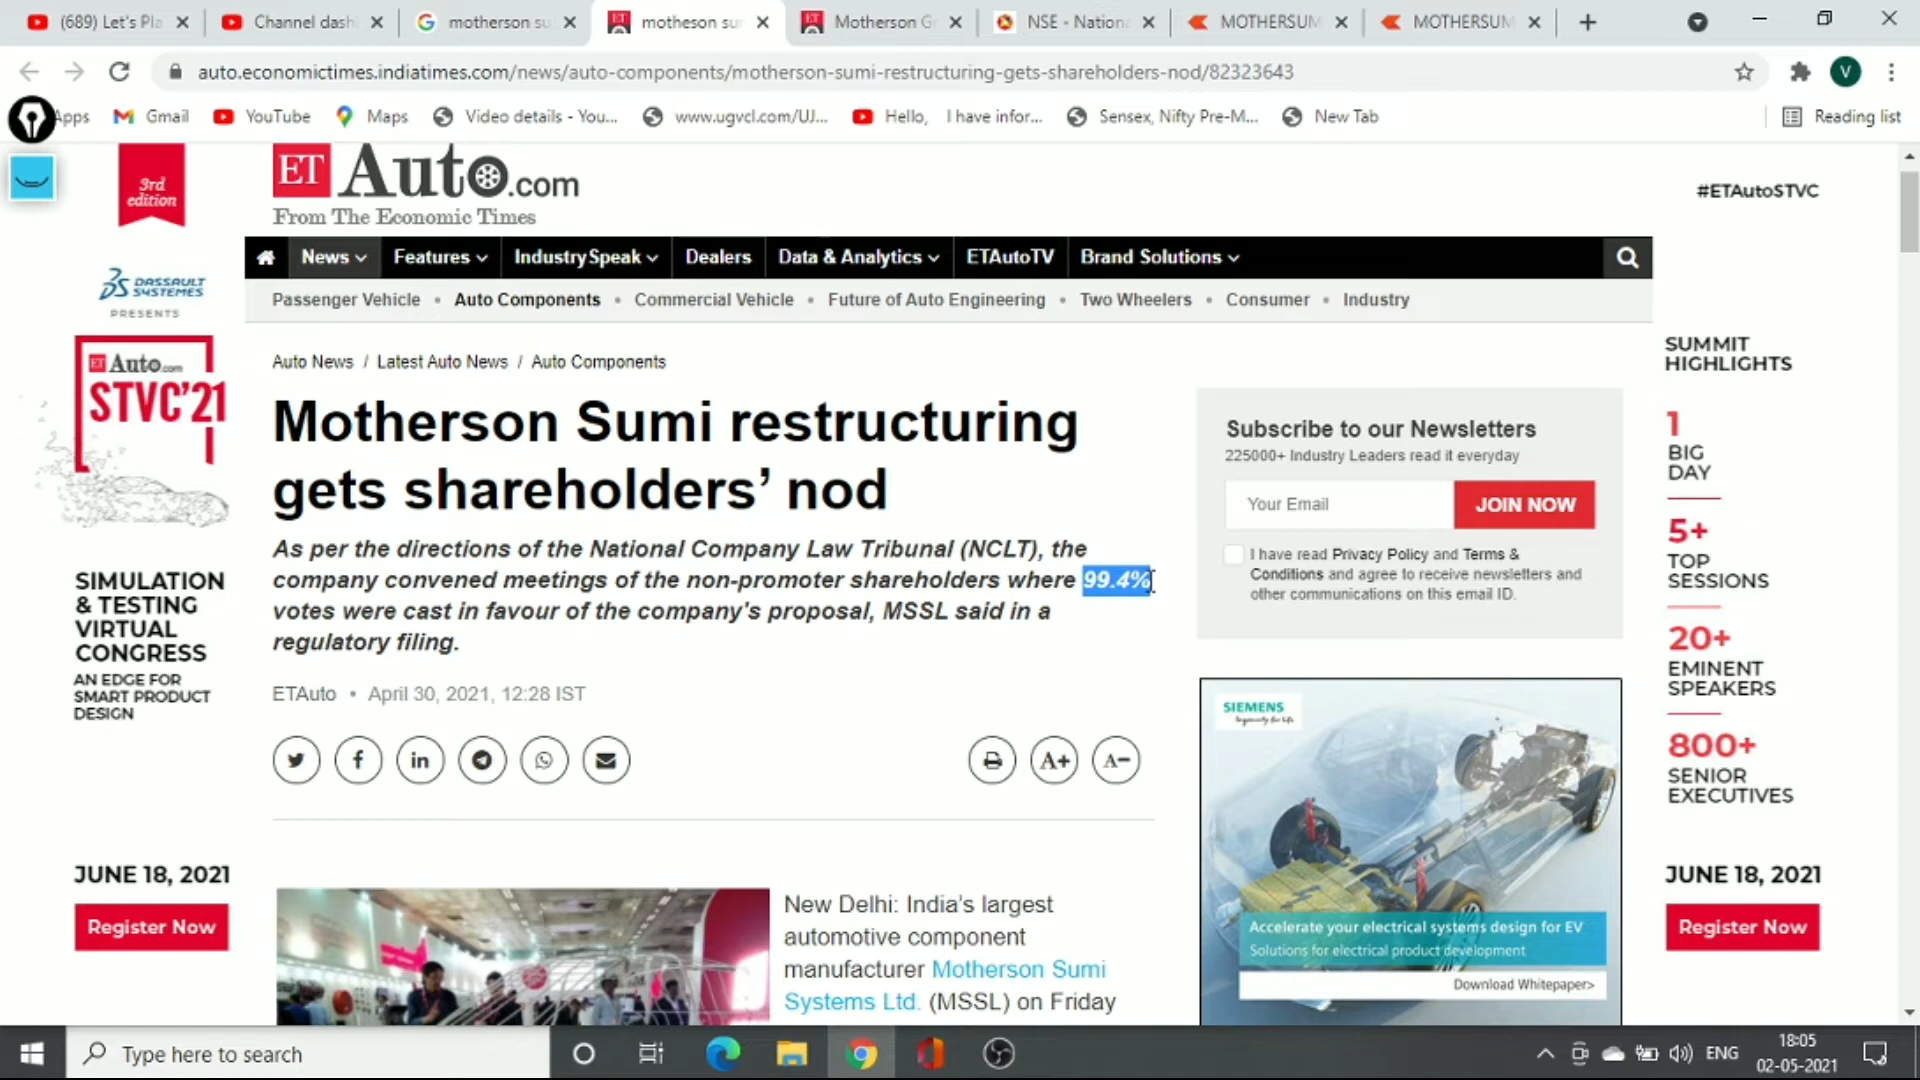 (689) Let's Pla
Channel dash
motherson su
motheson sur
Motherson G
NSE - Nation
MOTHERSUM
MOTHERSUM
auto.economictimes.indiatimes.com/news/auto-components/motherson-sumi-restructuring-gets-shareholders-nod/82323643
V
Apps
Gmail
YouTube
Maps
Video details - You...
www.ugvcl.com/UJ...
Hello, I have infor...
Sensex, Nifty Pre-M...
New Tab
Reading list
3rd
edition
ET Auto.com
From The Economic Times
#ETAutoSTVC
News
Features
IndustrySpeak
Dealers
Data & Analytics
ETAutoTV
Brand Solutions
Passenger Vehicle • Auto Components • Commercial Vehicle • Future of Auto Engineering • Two Wheelers • Consumer • Industry
DASSAULT
SYSTEMES
PRESENTS
ET Auto.com
STVC'21
SIMULATION
& TESTING
VIRTUAL
CONGRESS
AN EDGE FOR
SMART PRODUCT
DESIGN
JUNE 18, 2021
Register Now
Auto News / Latest Auto News / Auto Components
Motherson Sumi restructuring
gets shareholders’ nod
As per the directions of the National Company Law Tribunal (NCLT), the
company convened meetings of the non-promoter shareholders where 99.4%
votes were cast in favour of the company's proposal, MSSL said in a
regulatory filing.
ETAuto • April 30, 2021, 12:28 IST
A+
A−
New Delhi: India’s largest
automotive component
manufacturer Motherson Sumi
Systems Ltd. (MSSL) on Friday
Subscribe to our Newsletters
225000+ Industry Leaders read it everyday
Your Email
JOIN NOW
I have read Privacy Policy and Terms &
Conditions and agree to receive newsletters and
other communications on this email ID.
SIEMENS
Ingenuity for life
Accelerate your electrical systems design for EV
Solutions for electrical product development
Download Whitepaper>
SUMMIT
HIGHLIGHTS
1
BIG
DAY
5+
TOP
SESSIONS
20+
EMINENT
SPEAKERS
800+
SENIOR
EXECUTIVES
JUNE 18, 2021
Register Now
Type here to search
ENG
18:05
02-05-2021